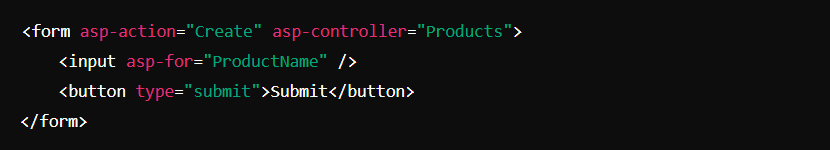 <form asp-action="Create" asp-controller="Products">
    <input asp-for="ProductName" />
    <button type="submit">Submit</button>
</form>